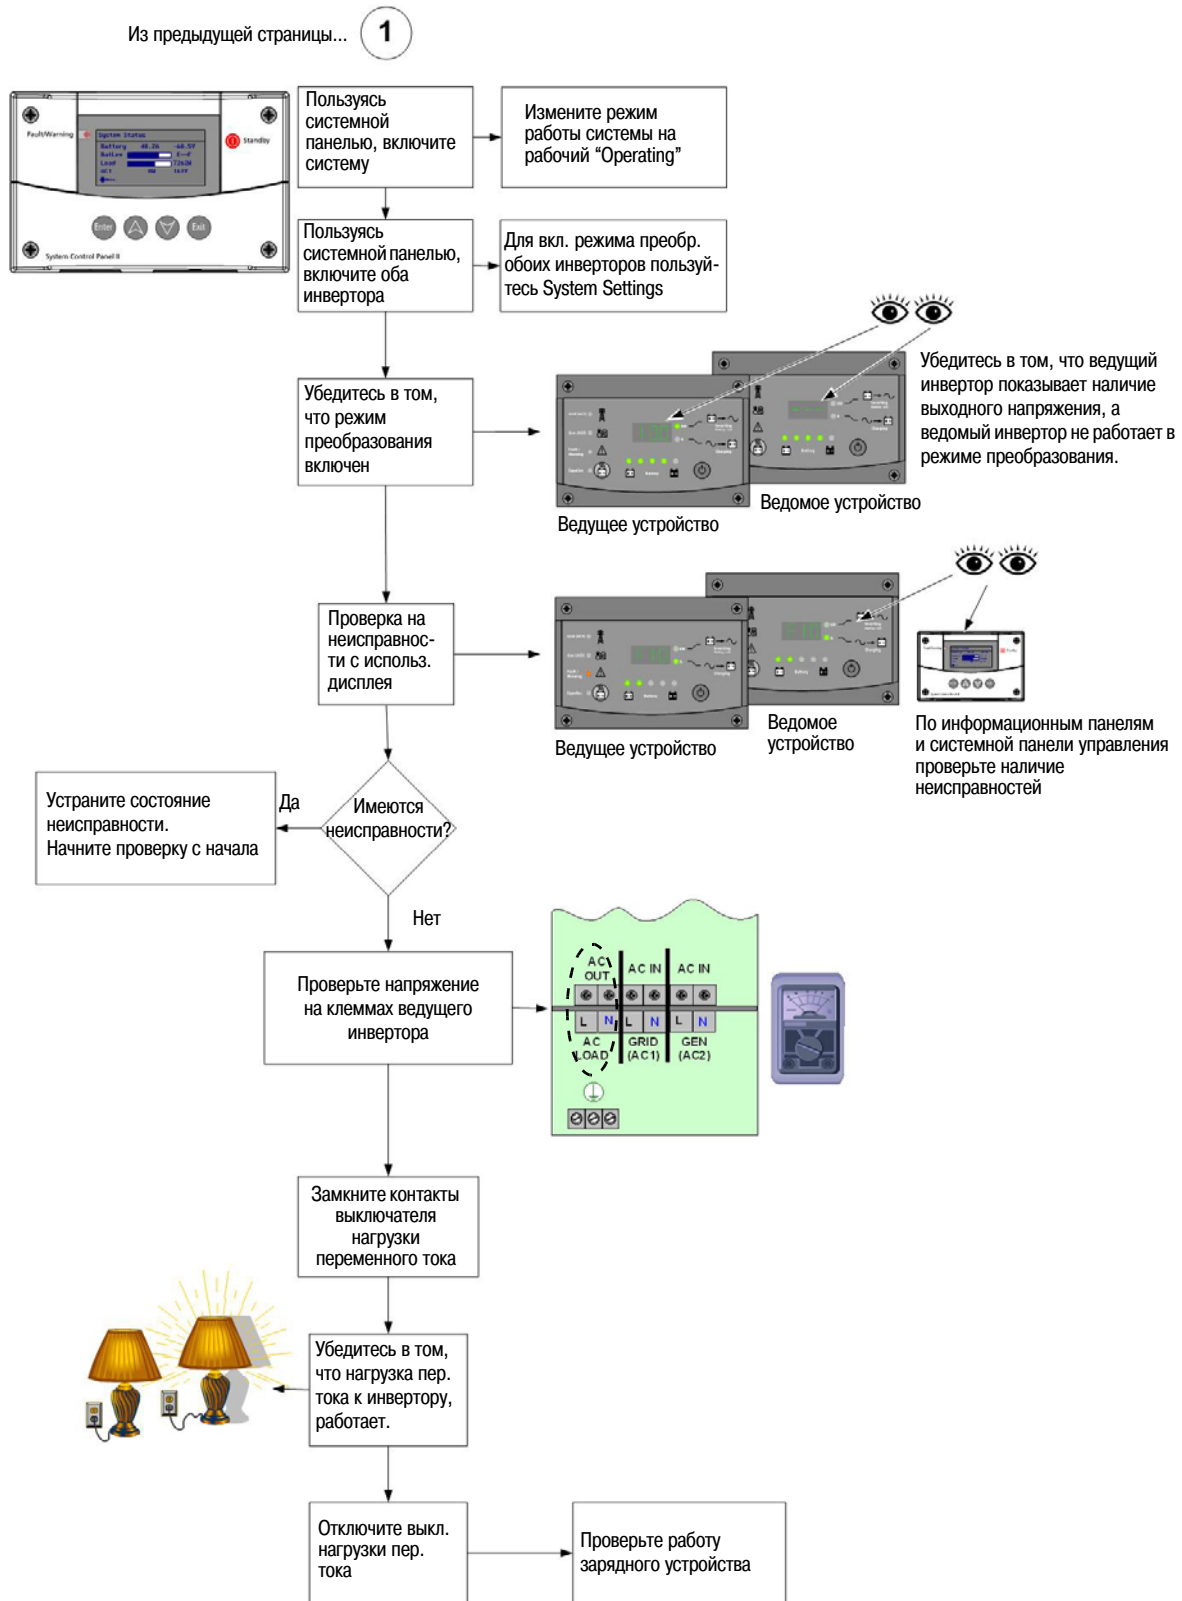 Из предыдущей страницы...
1
Fault/Warning
System Status
Battery
Load
Standby
Enter
Exit
System Control Panel II
Пользуясь
системной
панелью, включите
систему
Измените режим
работы системы на
рабочий “Operating”
Пользуясь
системной панелью,
включите оба
инвертора
Для вкл. режима преобр.
обоих инверторов пользуй-
тесь System Settings
Убедитесь в том,
что режим
преобразования
включен
Убедитесь в том, что ведущий
инвертор показывает наличие
выходного напряжения, а
ведомый инвертор не работает в
режиме преобразования.
Ведущее устройство
Ведомое устройство
Проверка на
неисправнос-
ти с использ.
дисплея
Ведущее устройство
Ведомое
устройство
По информационным панелям
и системной панели управления
проверьте наличие
неисправностей
Имеются
неисправности?
Да
Устраните состояние
неисправности.
Начните проверку с начала
Нет
Проверьте напряжение
на клеммах ведущего
инвертора
AC
OUT
AC IN
AC IN
L N L N L N
AC
LOAD
GRID
(AC1)
GEN
(AC2)
Замкните контакты
выключателя
нагрузки
переменного тока
Убедитесь в том,
что нагрузка пер.
тока к инвертору,
работает.
Отключите выкл.
нагрузки пер.
тока
Проверьте работу
зарядного устройства